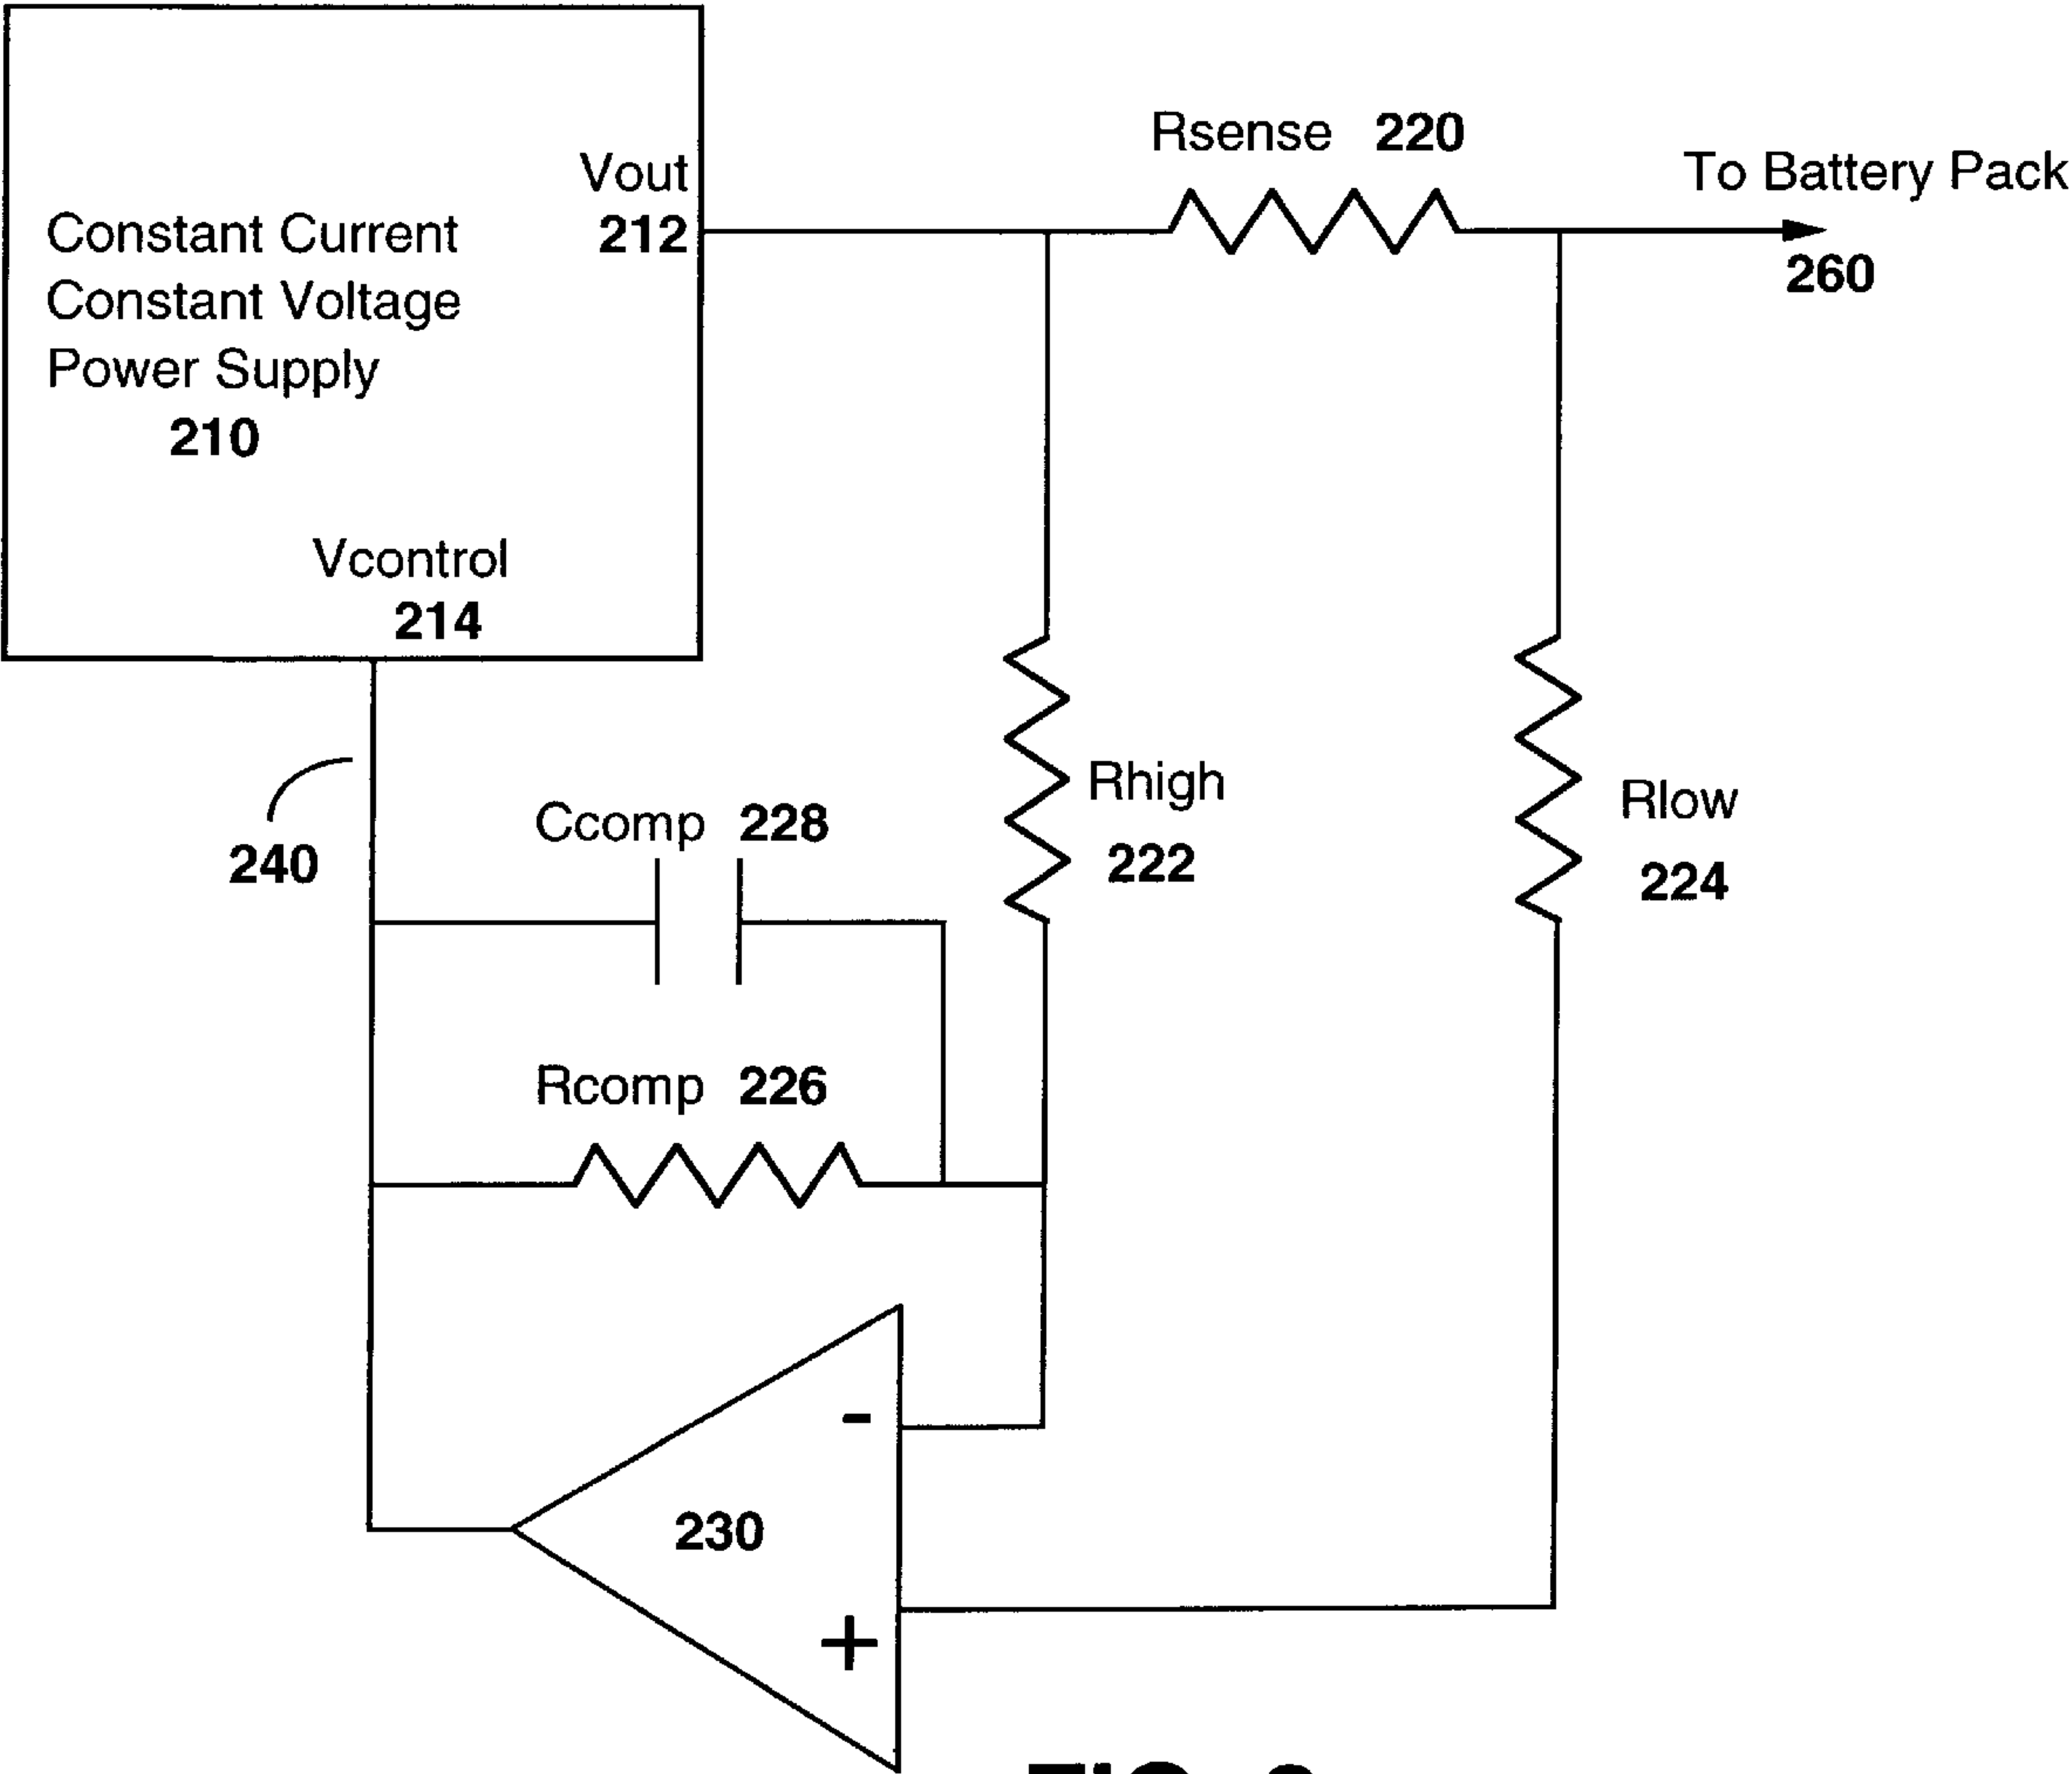 Rsense 220
To Battery Pack
260
Vout
212
Constant Current
Constant Voltage
Power Supply
210
Vcontrol
214
240
Ccomp 228
Rhigh
222
Rlow
224
Rcomp 226
-
230
+